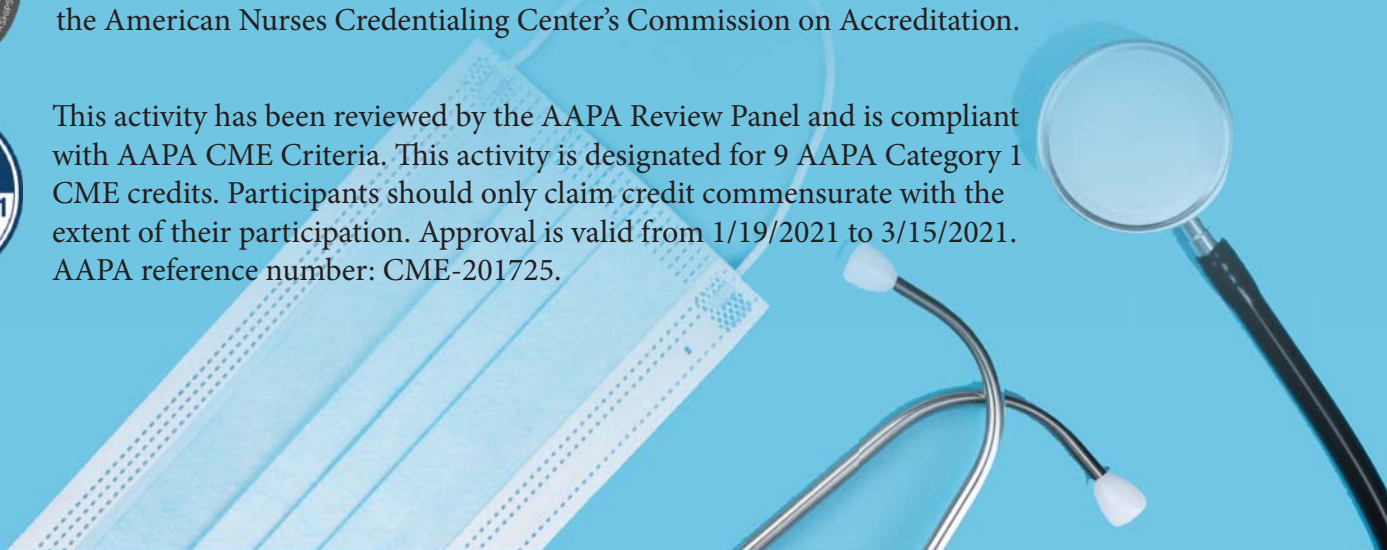 the American Nurses Credentialing Center’s Commission on Accreditation.
This activity has been reviewed by the AAPA Review Panel and is compliant
with AAPA CME Criteria. This activity is designated for 9 AAPA Category 1
CME credits. Participants should only claim credit commensurate with the
extent of their participation. Approval is valid from 1/19/2021 to 3/15/2021.
AAPA reference number: CME-201725.